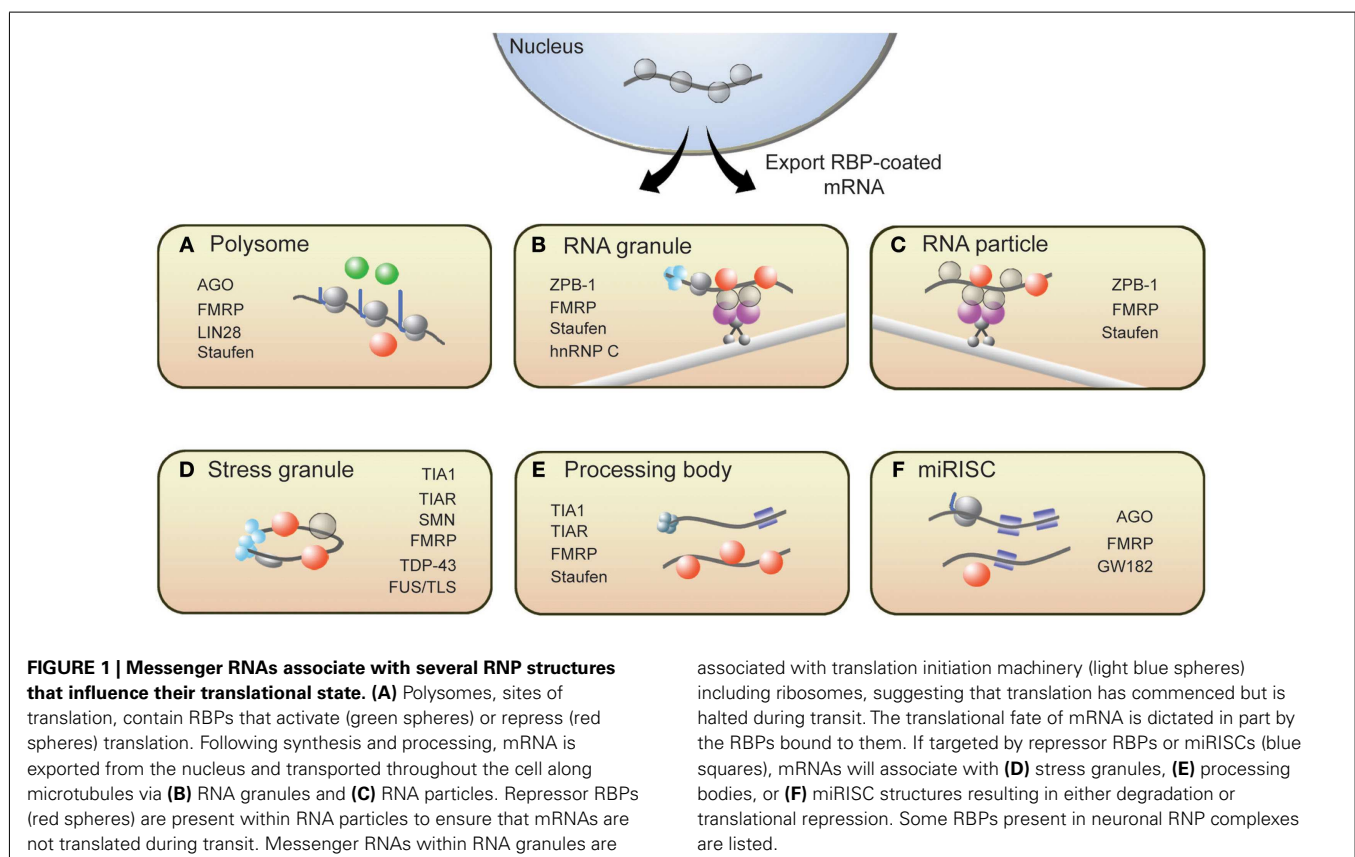 Nucleus
Export RBP-coated
mRNA
A Polysome
AGO
FMRP
LIN28
Staufen
B RNA granule
ZPB-1
FMRP
Staufen
hnRNP C
C RNA particle
ZPB-1
FMRP
Staufen
D Stress granule
TIA1
TIAR
SMN
FMRP
TDP-43
FUS/TLS
E Processing body
TIA1
TIAR
FMRP
Staufen
F miRISC
AGO
FMRP
GW182
FIGURE 1 | Messenger RNAs associate with several RNP structures
that influence their translational state. (A) Polysomes, sites of
translation, contain RBPs that activate (green spheres) or repress (red
spheres) translation. Following synthesis and processing, mRNA is
exported from the nucleus and transported throughout the cell along
microtubules via (B) RNA granules and (C) RNA particles. Repressor RBPs
(red spheres) are present within RNA particles to ensure that mRNAs are
not translated during transit. Messenger RNAs within RNA granules are
associated with translation initiation machinery (light blue spheres)
including ribosomes, suggesting that translation has commenced but is
halted during transit. The translational fate of mRNA is dictated in part by
the RBPs bound to them. If targeted by repressor RBPs or miRISCs (blue
squares), mRNAs will associate with (D) stress granules, (E) processing
bodies, or (F) miRISC structures resulting in either degradation or
translational repression. Some RBPs present in neuronal RNP complexes
are listed.